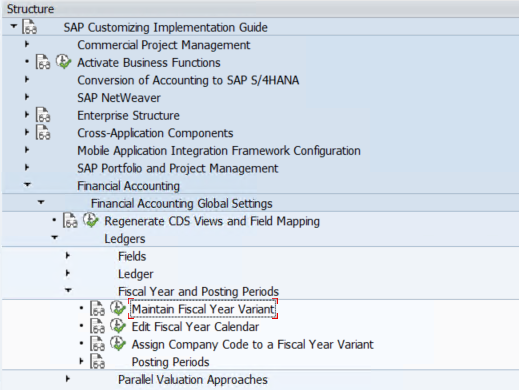 Structure
SAP Customizing Implementation Guide
Commercial Project Management
Activate Business Functions
Conversion of Accounting to SAP S/4HANA
SAP NetWeaver
Enterprise Structure
Cross-Application Components
Mobile Application Integration Framework Configuration
SAP Portfolio and Project Management
Financial Accounting
Financial Accounting Global Settings
Regenerate CDS Views and Field Mapping
Ledgers
Fields
Ledger
Fiscal Year and Posting Periods
Maintain Fiscal Year Variant
Edit Fiscal Year Calendar
Assign Company Code to a Fiscal Year Variant
Posting Periods
Parallel Valuation Approaches